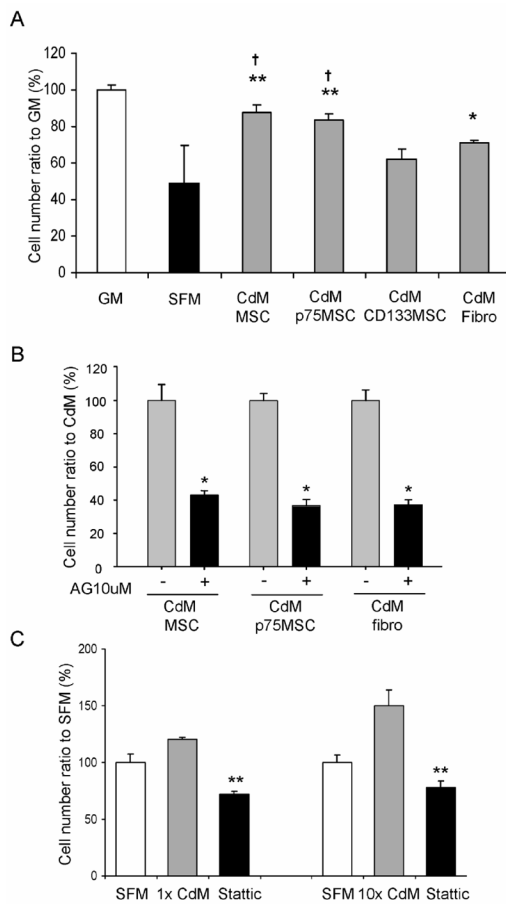 A
Cell number ratio to GM (%)
120
100
80
60
40
20
0
†
**
†
**
*
GM
SFM
CdM
MSC
CdM
p75MSC
CdM
CD133MSC
CdM
Fibro
B
Cell number ratio to CdM (%)
120
100
80
60
40
20
0
*
*
*
AG10uM
- + - + - +
CdM
MSC
CdM
p75MSC
CdM
fibro
C
Cell number ratio to SFM (%)
200
150
100
50
0
**
**
SFM 1x CdM Stattic SFM 10x CdM Stattic